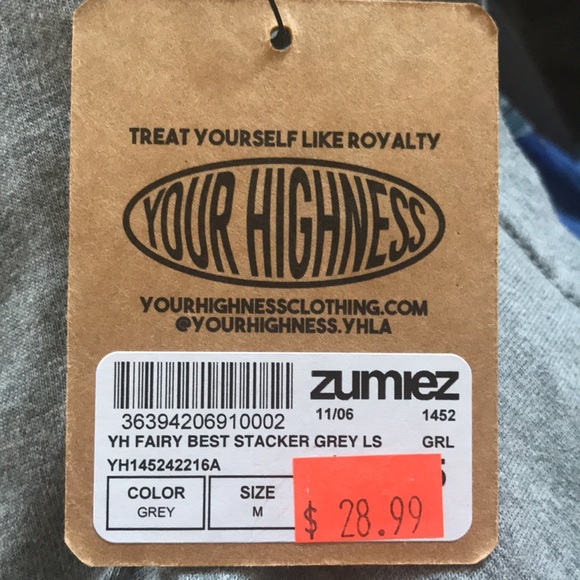 TREAT YOURSELF LIKE ROYALTY
YOUR HIGHNESS
YOURHIGHNESSCLOTHING.COM
@YOURHIGHNESS.YHLA
zumiez
36394206910002 11/06 1452
YH FAIRY BEST STACKER GREY LS GRL
YH145242216A
COLOR SIZE
GREY M
$ 28.99